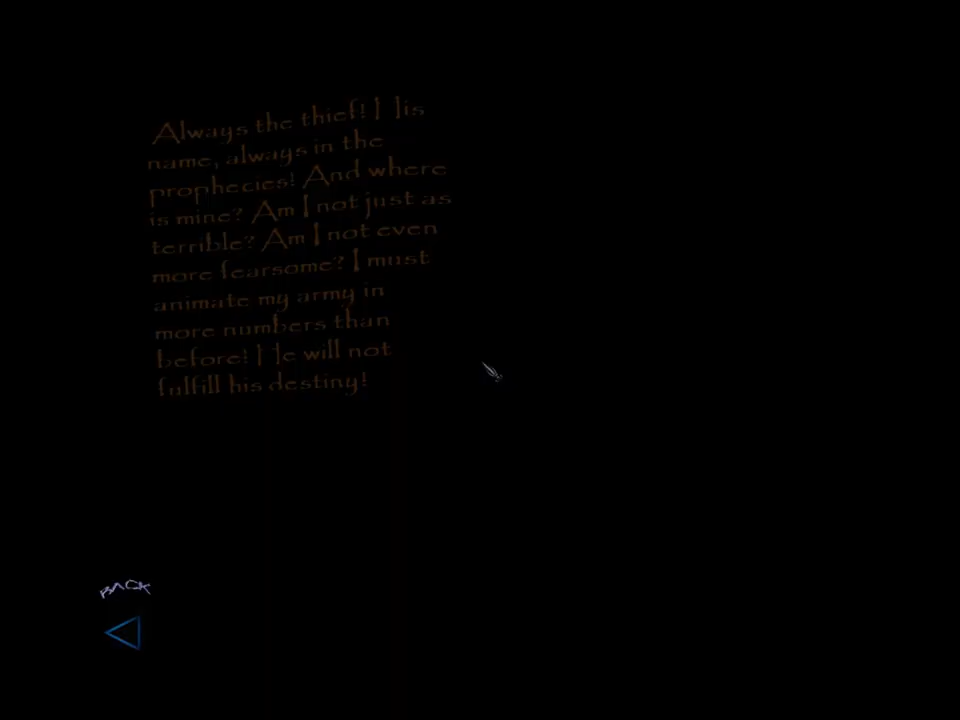 Always the thief! His
name, always in the
prophecies! And where
is mine? Am I not just as
terrible? Am I not even
more fearsome? I must
animate my army in
more numbers than
before! He will not
fulfill his destiny!
BACK